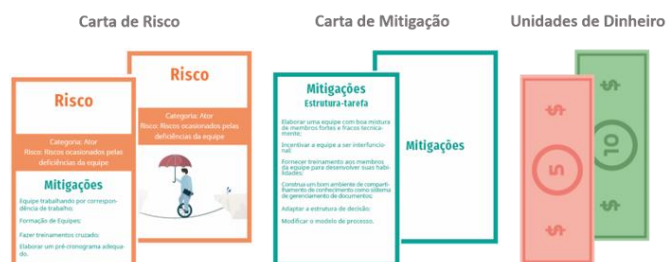 Carta de Risco
Carta de Mitigação
Unidades de Dinheiro
Risco
Categoria: Ator
Risco: Riscos ocasionados pelas
deficiências da equipe
Mitigações
Equipe trabalhando por correspon-
dência de trabalho;
Formação de Equipes;
Fazer treinamentos cruzado;
Elaborar um pré-cronograma adequa-
do.
Risco
Categoria: Ator
Risco: Riscos ocasionados pelas
deficiências da equipe
Mitigações
Estrutura-tarefa
Elaborar uma equipe com boa mistura
de membros fortes e fracos tecnica-
mente;
Incentivar a equipe a ser interfuncio-
nal;
Fornecer treinamento aos membros
da equipe para desenvolver suas habi-
lidades;
Construa um bom ambiente de comparti-
lhamento de conhecimento como sistema
de gerenciamento de documentos;
Adaptar a estrutura de decisão;
Modificar o modelo de processo.
Mitigações
$
5
$
$
10
$